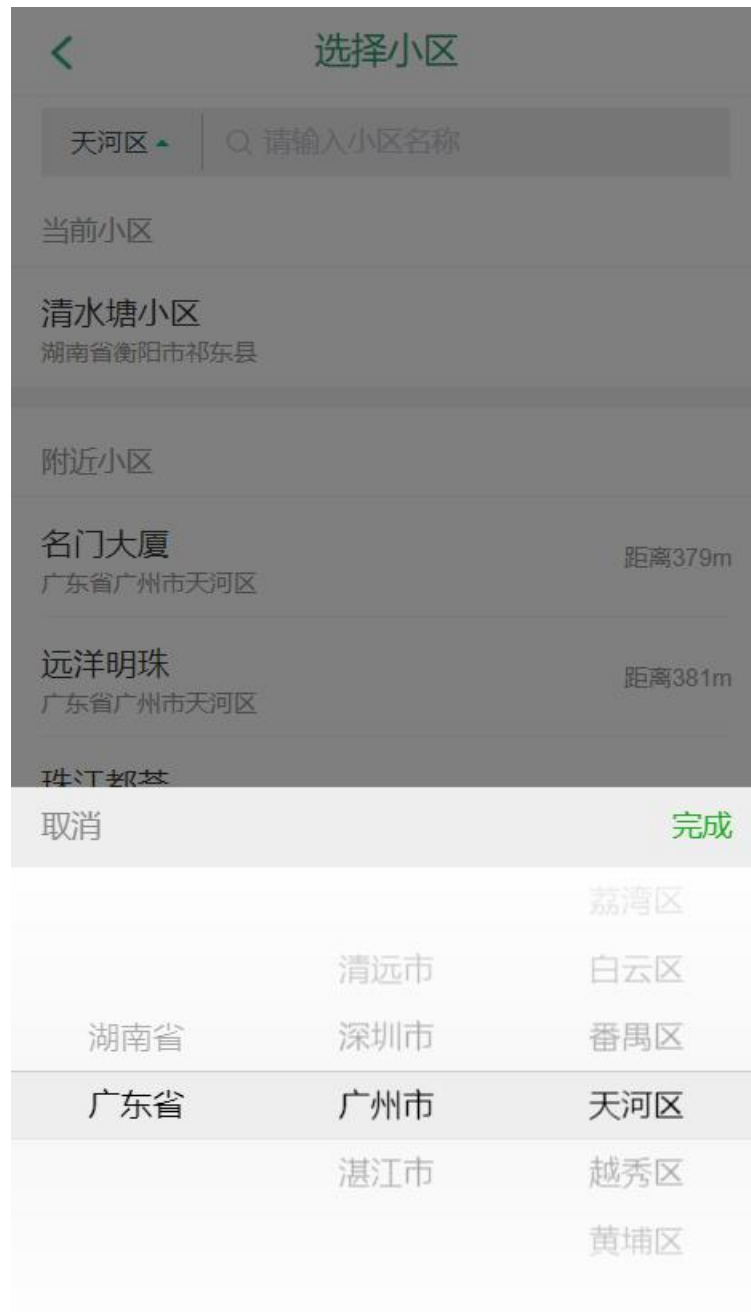 选择小区
天河区 请输入小区名称
当前小区
清水塘小区
湖南省衡阳市祁东县
附近小区
名门大厦
距离379m
广东省广州市天河区
远洋明珠
距离381m
广东省广州市天河区
珠江都荟
取消 完成
荔湾区
清远市 白云区
湖南省 深圳市 番禺区
广东省 广州市 天河区
湛江市 越秀区
黄埔区